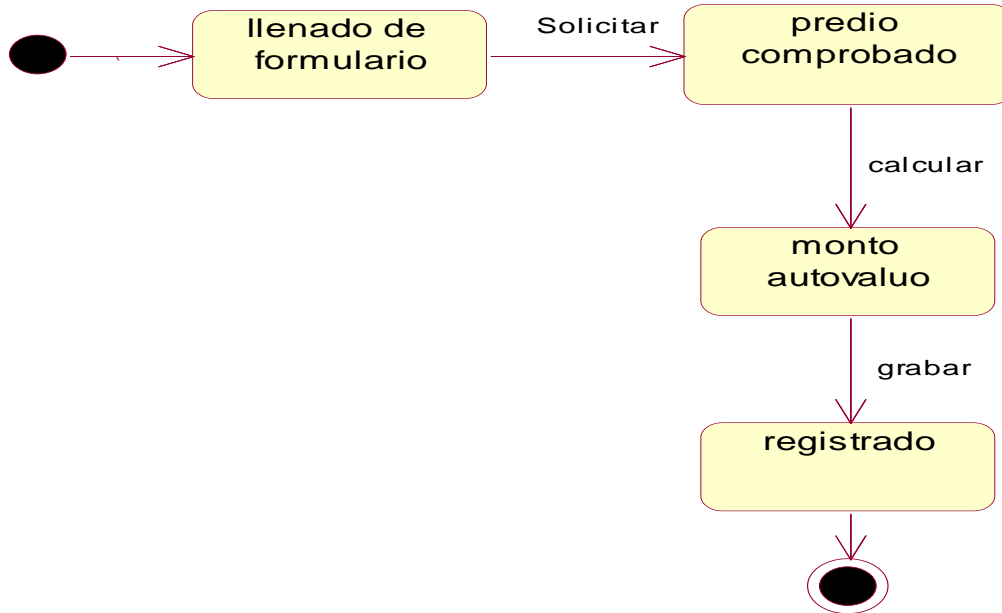 llenado de
formulario
Solicitar
predio
comprobado
calcular
monto
autovaluo
grabar
registrado